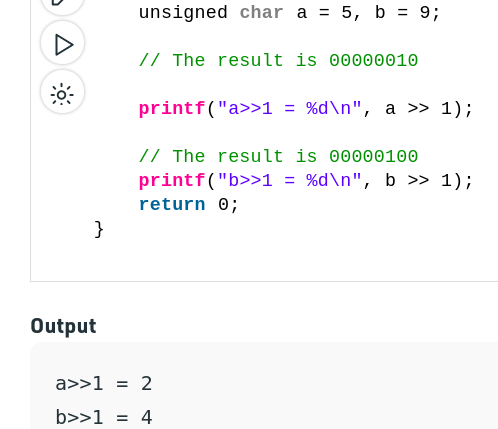 unsigned char a = 5, b = 9;
// The result is 00000010
printf("a>>1 = %d\n", a >> 1);
// The result is 00000100
printf("b>>1 = %d\n", b >> 1);
return 0;
}
Output
a>>1 = 2
b>>1 = 4